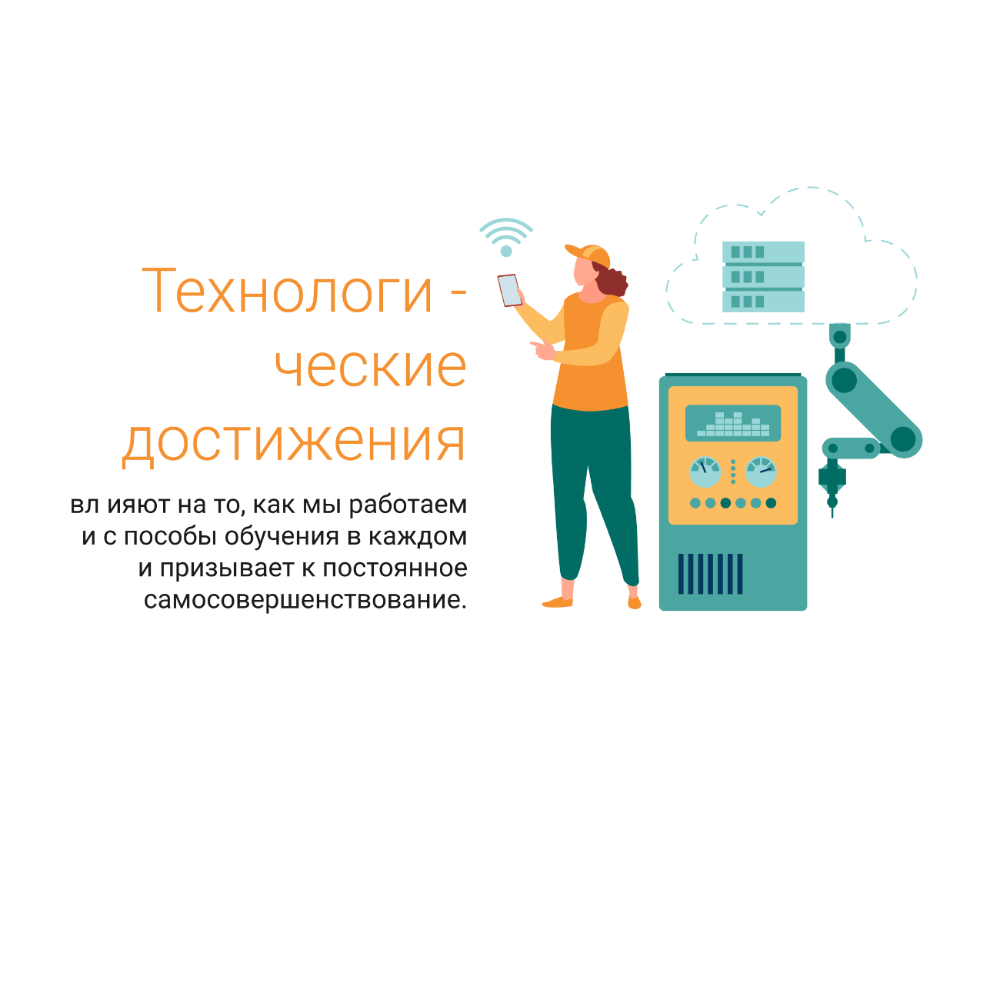 Технологи -
ческие
достижения
вл ияют на то, как мы работаем
и с пособы обучения в каждом
и призывает к постоянное
самосовершенствование.